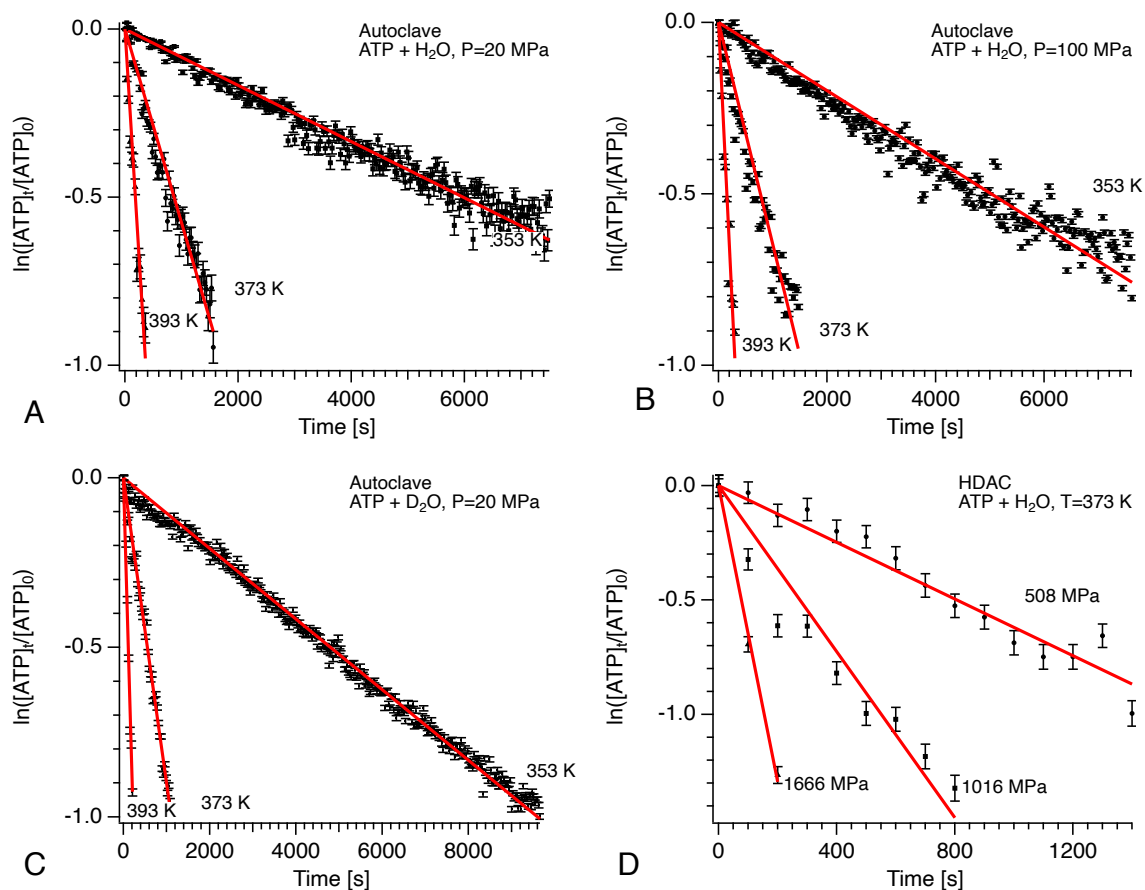 Autoclave
ATP + H₂O, P=20 MPa
ln([ATP]t/[ATP]₀)
0.0
-0.5
-1.0
353 K
373 K
393 K
0 2000 4000 6000
Time [s]
A
Autoclave
ATP + H₂O, P=100 MPa
ln([ATP]t/[ATP]₀)
0.0
-0.5
-1.0
353 K
373 K
393 K
0 2000 4000 6000
Time [s]
B
Autoclave
ATP + D₂O, P=20 MPa
ln([ATP]t/[ATP]₀)
0.0
-0.5
-1.0
353 K
373 K
393 K
0 2000 4000 6000 8000
Time [s]
C
HDAC
ATP + H₂O, T=373 K
ln([ATP]t/[ATP]₀)
0.0
-0.5
-1.0
508 MPa
1016 MPa
1666 MPa
0 400 800 1200
Time [s]
D